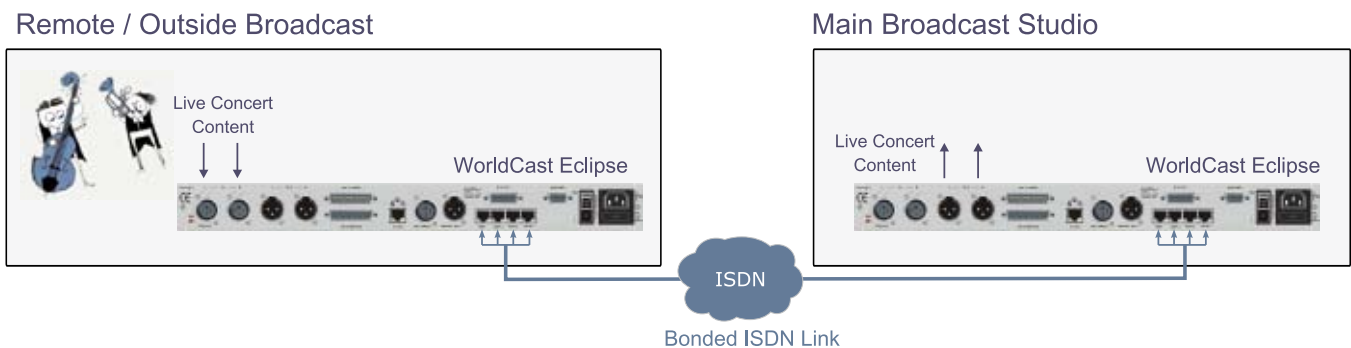 Remote / Outside Broadcast
Main Broadcast Studio
Live Concert
Content
WorldCast Eclipse
Live Concert
Content
WorldCast Eclipse
ISDN
Bonded ISDN Link